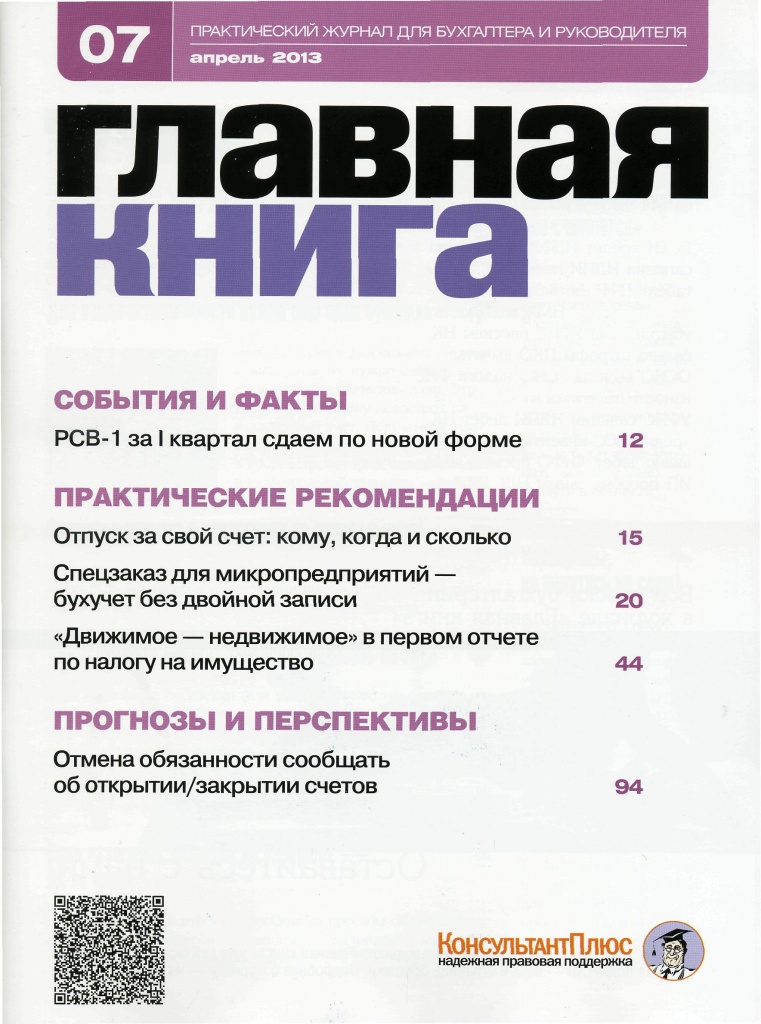 07
ПРАКТИЧЕСКИЙ ЖУРНАЛ ДЛЯ БУХГАЛТЕРА И РУКОВОДИТЕЛЯ
апрель 2013
главная
книга
СОБЫТИЯ И ФАКТЫ
РСВ-1 за I квартал сдаем по новой форме 12
ПРАКТИЧЕСКИЕ РЕКОМЕНДАЦИИ
Отпуск за свой счет: кому, когда и сколько 15
Спецзаказ для микропредприятий —
бухучет без двойной записи 20
«Движимое — недвижимое» в первом отчете
по налогу на имущество 44
ПРОГНОЗЫ И ПЕРСПЕКТИВЫ
Отмена обязанности сообщать
об открытии/закрытии счетов 94
КонсультантПлюс
надежная правовая поддержка